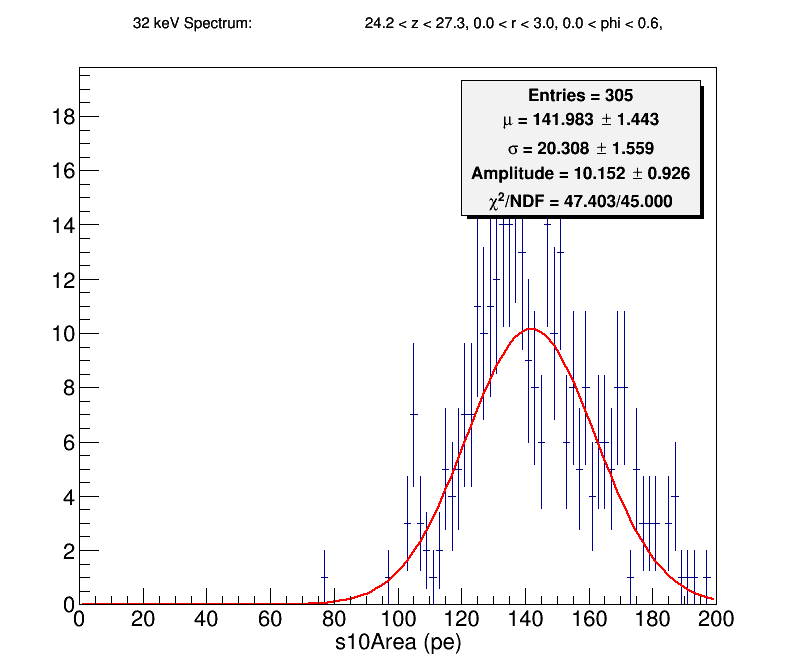 32 keV Spectrum: 24.2 < z < 27.3, 0.0 < r < 3.0, 0.0 < phi < 0.6,
Entries = 305
μ = 141.983 ± 1.443
σ = 20.308 ± 1.559
Amplitude = 10.152 ± 0.926
χ²/NDF = 47.403/45.000
18
16
14
12
10
8
6
4
2
0
0 20 40 60 80 100 120 140 160 180 200
s10Area (pe)